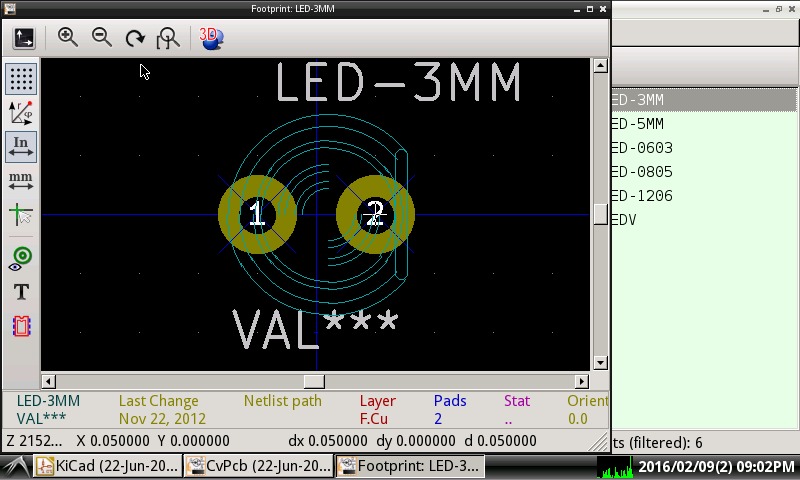 Footprint: LED-3MM
3D
LED-3MM
1 2
VAL***
In
mm
T
ED-3MM
ED-5MM
ED-0603
ED-0805
ED-1206
EDV
LED-3MM Last Change Netlist path Layer Pads Stat Orient
VAL*** Nov 22, 2012 F.Cu 2 .. 0.0
Z 2152... X 0.050000 Y 0.000000 dx 0.050000 dy 0.000000 d 0.050000
ts (filtered): 6
KiCad (22-Jun-20... CvPcb (22-Jun-20... Footprint: LED-3... 2016/02/09(2) 09:02PM